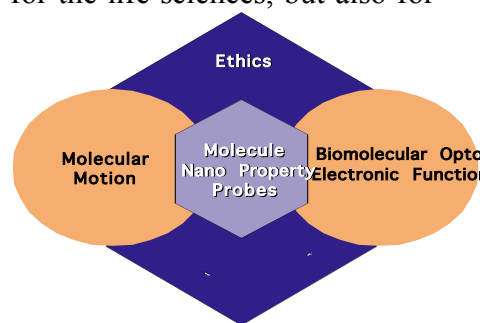 for the life sciences, but also for
Ethics
Molecular
Motion
Molecule
Nano Property
Probes
Biomolecular Opto
Electronic Function